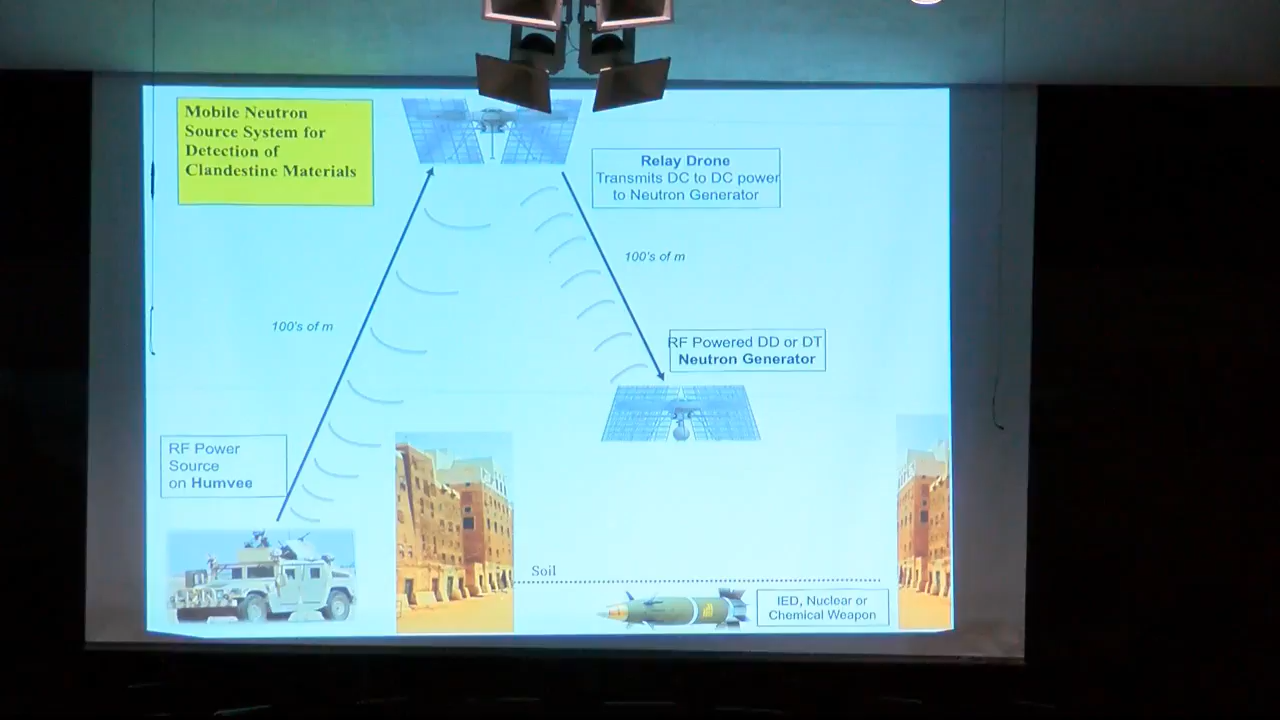 Mobile Neutron
Source System for
Detection of
Clandestine Materials
Relay Drone
Transmits DC to DC power
to Neutron Generator
100's of m
100's of m
RF Powered DD or DT
Neutron Generator
RF Power
Source
on Humvee
Soil
IED, Nuclear or
Chemical Weapon